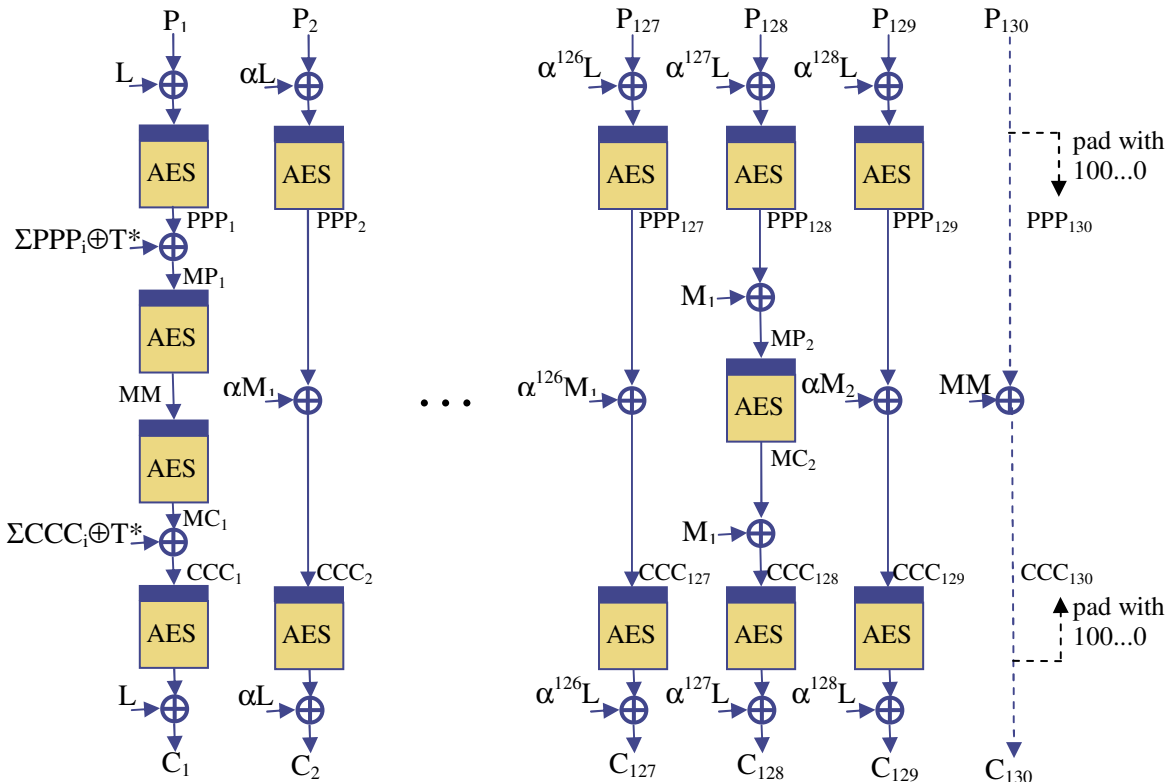 P₁ P₂ P₁₂₇ P₁₂₈ P₁₂₉ P₁₃₀
L αL α¹²⁶L α¹²⁷L α¹²⁸L
pad with
100...0
AES AES AES AES AES
PPP₁ PPP₂ PPP₁₂₇ PPP₁₂₈ PPP₁₂₉ PPP₁₃₀
ΣPPPᵢ⊕T*
MP₁
M₁
AES
MP₂
MM αM₁ ... α¹²⁶M₁ AES αM₂ MM
AES
MC₂
MC₁
ΣCCCᵢ⊕T* M₁
CCC₁ CCC₂ CCC₁₂₇ CCC₁₂₈ CCC₁₂₉ CCC₁₃₀
pad with
100...0
AES AES AES AES AES
L αL α¹²⁶L α¹²⁷L α¹²⁸L
C₁ C₂ C₁₂₇ C₁₂₈ C₁₂₉ C₁₃₀